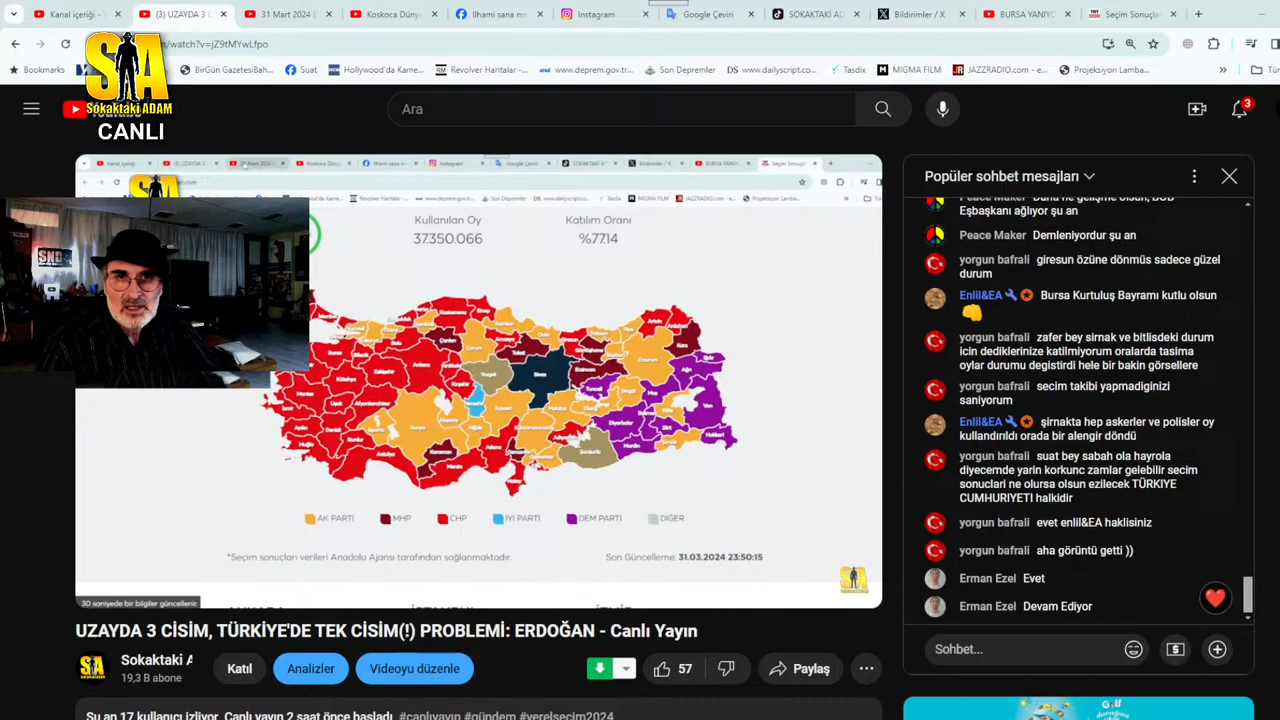 Kanal içeriği - Y
(3) UZAYDA 3 C
31 Mart 2024 E
Koskoca Düny
Ilhami sana me
Instagram
Google Çeviri
SOKAKTAKİ AD
Bildirimler / X
BURSA YANIYO
Seçim Sonuçla
m/watch?v=jZ9tMYwLfpo
Bookmarks
BirGün GazetesiBah...
Suat
Hollywood'da Kame...
Revolver Haritalar -...
www.deprem.gov.tr...
Son Depremler
DS www.dailyscript.co...
Tasdix
MIGMA FILM
JAZZRADIO.com - e...
Projeksiyon Lamba...
»
Tün
SA
Sokaktaki ADAM
CANLI
Ara
3
Kullanılan Oy
37.350.066
Katılım Oranı
%77.14
AK PARTİ
MHP
CHP
İYİ PARTİ
DEM PARTİ
DİĞER
*Seçim sonuçları verileri Anadolu Ajansı tarafından sağlanmaktadır.
Son Güncelleme: 31.03.2024 23:50:15
30 saniyede bir bilgiler güncellenir.
UZAYDA 3 CİSİM, TÜRKİYE'DE TEK CİSİM(!) PROBLEMİ: ERDOĞAN - Canlı Yayın
Sokaktaki A
19,3 B abone
Katıl
Analizler
Videoyu düzenle
57
Paylaş
Şu an 17 kullanıcı izliyor. Canlı yayın 2 saat önce başladı #canlıyayın #gündem #yerelsecim2024
Popüler sohbet mesajları
Eşbaşkanı ağlıyor şu an
Peace Maker Demleniyordur şu an
yorgun bafrali giresun özüne dönmüs sadece güzel
durum
Enlil&EA Bursa Kurtuluş Bayramı kutlu olsun
yorgun bafrali zafer bey sirnak ve bitlisdeki durum
icin dediklerinize katilmiyorum oralarda tasima
oylar durumu degistirdi hele bir bakin görsellere
yorgun bafrali secim takibi yapmadiginizi
saniyorum
Enlil&EA şirnakta hep askerler ve polisler oy
kullandırıldı orada bir alengir döndü
yorgun bafrali suat bey sabah ola hayrola
diyecemde yarin korkunc zamlar gelebilir secim
sonuclari ne olursa olsun ezilecek TÜRKIYE
CUMHURIYETI halkidir
yorgun bafrali evet enlil&EA haklisiniz
yorgun bafrali aha goüntü getti ))
Erman Ezel Evet
Erman Ezel Devam Ediyor
Sohbet...